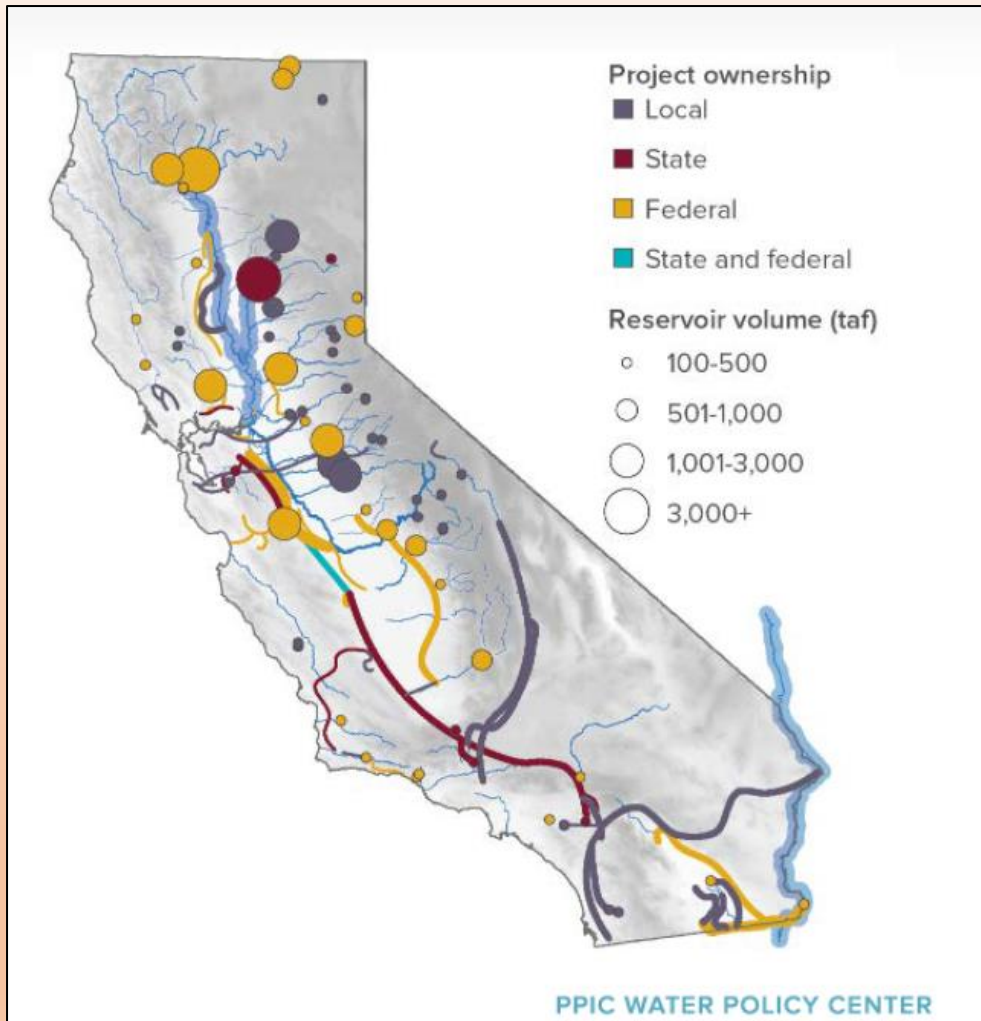 Project ownership
Local
State
Federal
State and federal
Reservoir volume (taf)
100-500
501-1,000
1,001-3,000
3,000+
PPIC WATER POLICY CENTER